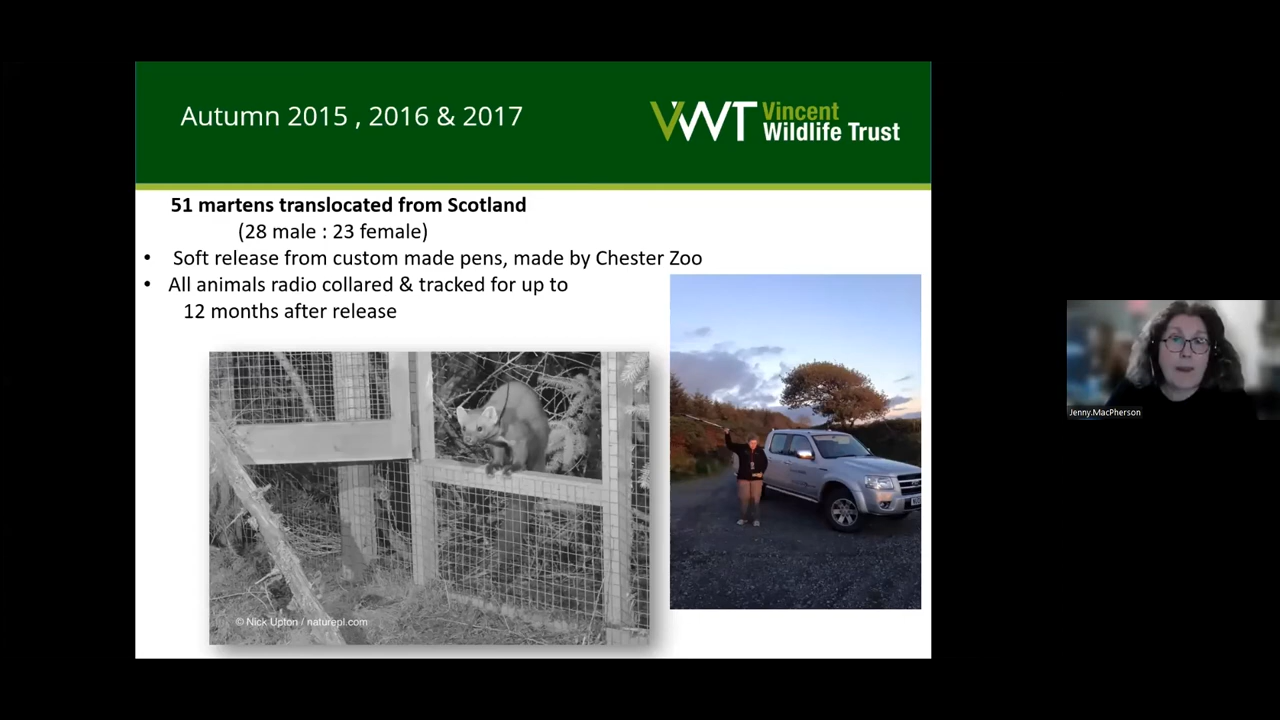 Autumn 2015 , 2016 & 2017
VWT Vincent
Wildlife Trust
51 martens translocated from Scotland
(28 male : 23 female)
• Soft release from custom made pens, made by Chester Zoo
• All animals radio collared & tracked for up to
12 months after release
© Nick Upton / naturepl.com
Jenny.MacPherson